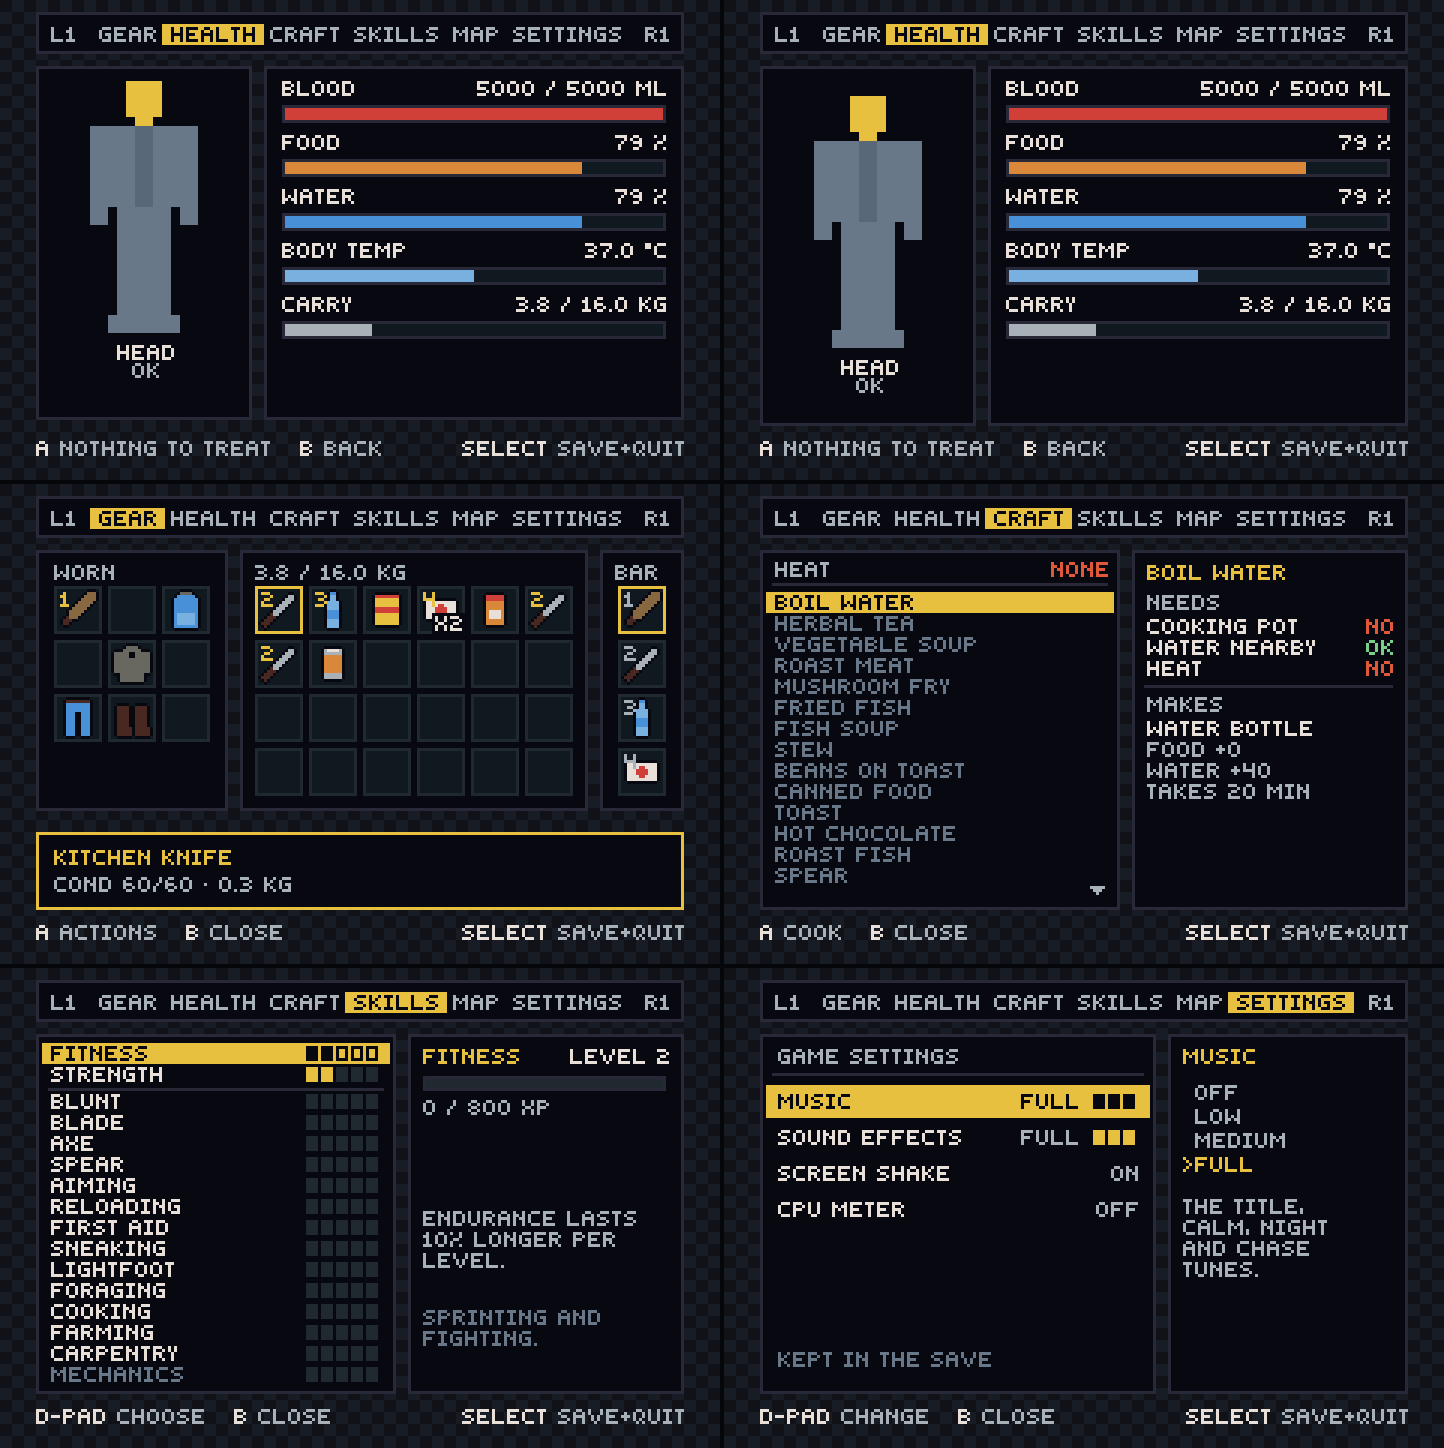 L1 GEAR HEALTH CRAFT SKILLS MAP SETTINGS R1
HEAD
OK
BLOOD 5000 / 5000 ML
FOOD 79 %
WATER 79 %
BODY TEMP 37.0 °C
CARRY 3.8 / 16.0 KG
A NOTHING TO TREAT B BACK SELECT SAVE+QUIT
L1 GEAR HEALTH CRAFT SKILLS MAP SETTINGS R1
HEAD
OK
BLOOD 5000 / 5000 ML
FOOD 79 %
WATER 79 %
BODY TEMP 37.0 °C
CARRY 3.8 / 16.0 KG
A NOTHING TO TREAT B BACK SELECT SAVE+QUIT
L1 GEAR HEALTH CRAFT SKILLS MAP SETTINGS R1
WORN
1
3.8 / 16.0 KG
2 3 4 X2 2
2
BAR
1
2
3
4
KITCHEN KNIFE
COND 60/60 · 0.3 KG
A ACTIONS B CLOSE SELECT SAVE+QUIT
L1 GEAR HEALTH CRAFT SKILLS MAP SETTINGS R1
HEAT NONE
BOIL WATER
HERBAL TEA
VEGETABLE SOUP
ROAST MEAT
MUSHROOM FRY
FRIED FISH
FISH SOUP
STEW
BEANS ON TOAST
CANNED FOOD
TOAST
HOT CHOCOLATE
ROAST FISH
SPEAR
BOIL WATER
NEEDS
COOKING POT NO
WATER NEARBY OK
HEAT NO
MAKES
WATER BOTTLE
FOOD +0
WATER +40
TAKES 20 MIN
A COOK B CLOSE SELECT SAVE+QUIT
L1 GEAR HEALTH CRAFT SKILLS MAP SETTINGS R1
FITNESS
STRENGTH
BLUNT
BLADE
AXE
SPEAR
AIMING
RELOADING
FIRST AID
SNEAKING
LIGHTFOOT
FORAGING
COOKING
FARMING
CARPENTRY
MECHANICS
FITNESS LEVEL 2
0 / 800 XP
ENDURANCE LASTS
10% LONGER PER
LEVEL.
SPRINTING AND
FIGHTING.
D-PAD CHOOSE B CLOSE SELECT SAVE+QUIT
L1 GEAR HEALTH CRAFT SKILLS MAP SETTINGS R1
GAME SETTINGS
MUSIC FULL
SOUND EFFECTS FULL
SCREEN SHAKE ON
CPU METER OFF
KEPT IN THE SAVE
MUSIC
OFF
LOW
MEDIUM
>FULL
THE TITLE,
CALM, NIGHT
AND CHASE
TUNES.
D-PAD CHANGE B CLOSE SELECT SAVE+QUIT